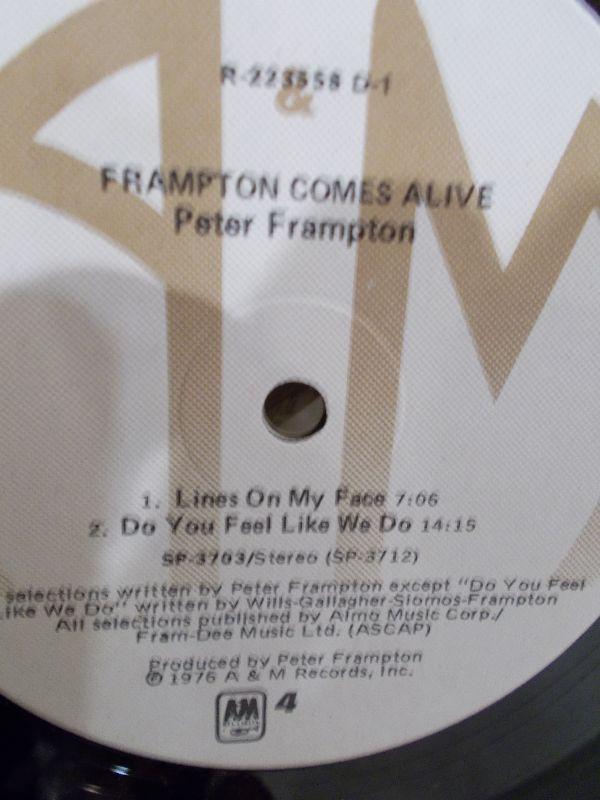 R-223558 D-1
&
FRAMPTON COMES ALIVE
Peter Frampton
1. Lines On My Face 7:06
2. Do You Feel Like We Do 14:15
SP-3703/Stereo (SP-3712)
selections written by Peter Frampton except "Do You Feel
Like We Do" written by Wills-Gallagher-Siomos-Frampton
All selections published by Almo Music Corp./
Fram-Dee Music Ltd. (ASCAP)
Produced by Peter Frampton
℗ 1976 A & M Records, Inc.
AM 4
RECORDS